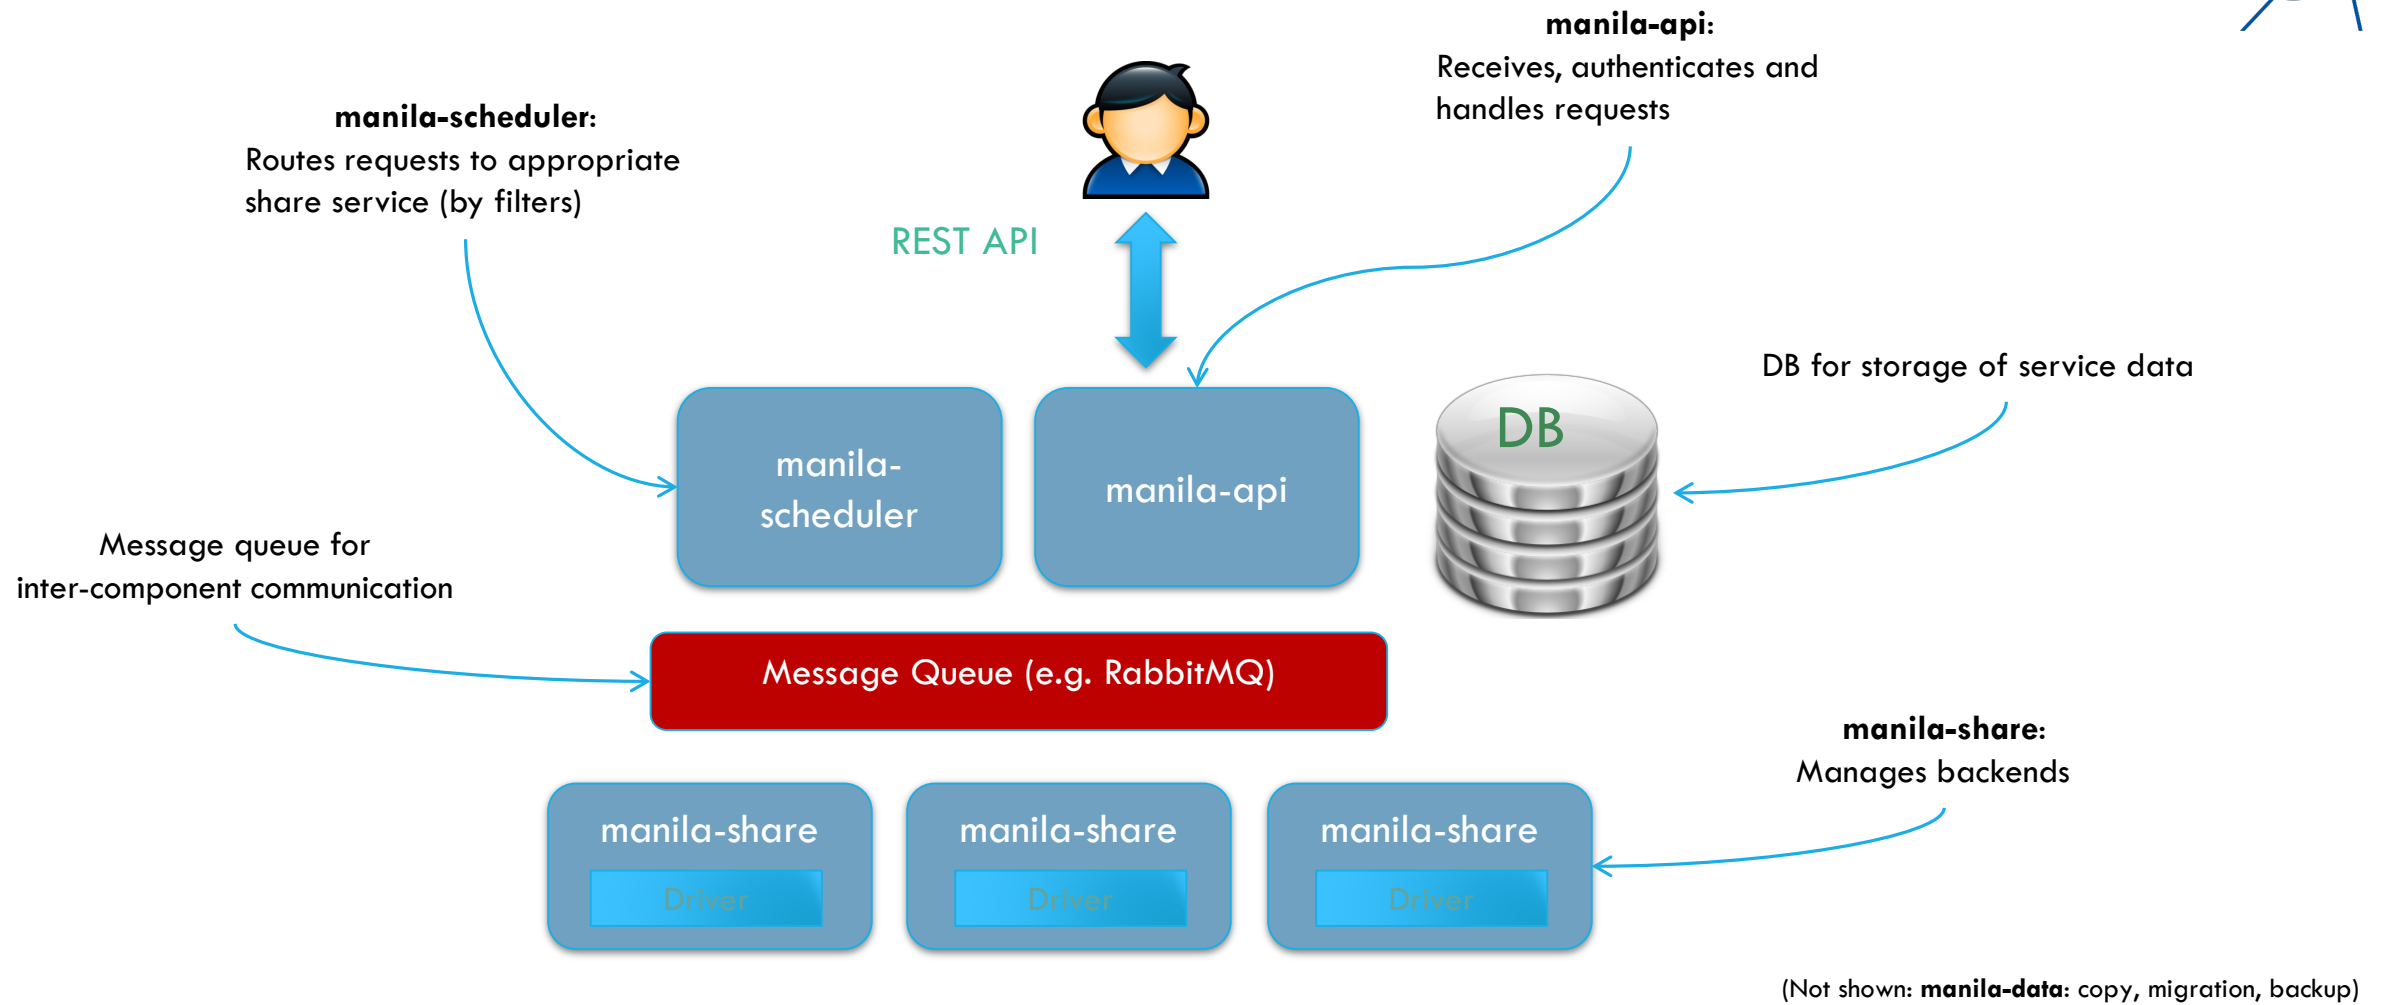 manila-api:
Receives, authenticates and
handles requests
manila-scheduler:
Routes requests to appropriate
share service (by filters)
REST API
DB for storage of service data
DB
manila-
scheduler
manila-api
Message queue for
inter-component communication
Message Queue (e.g. RabbitMQ)
manila-share:
Manages backends
manila-share
manila-share
manila-share
Driver
Driver
Driver
(Not shown: manila-data: copy, migration, backup)